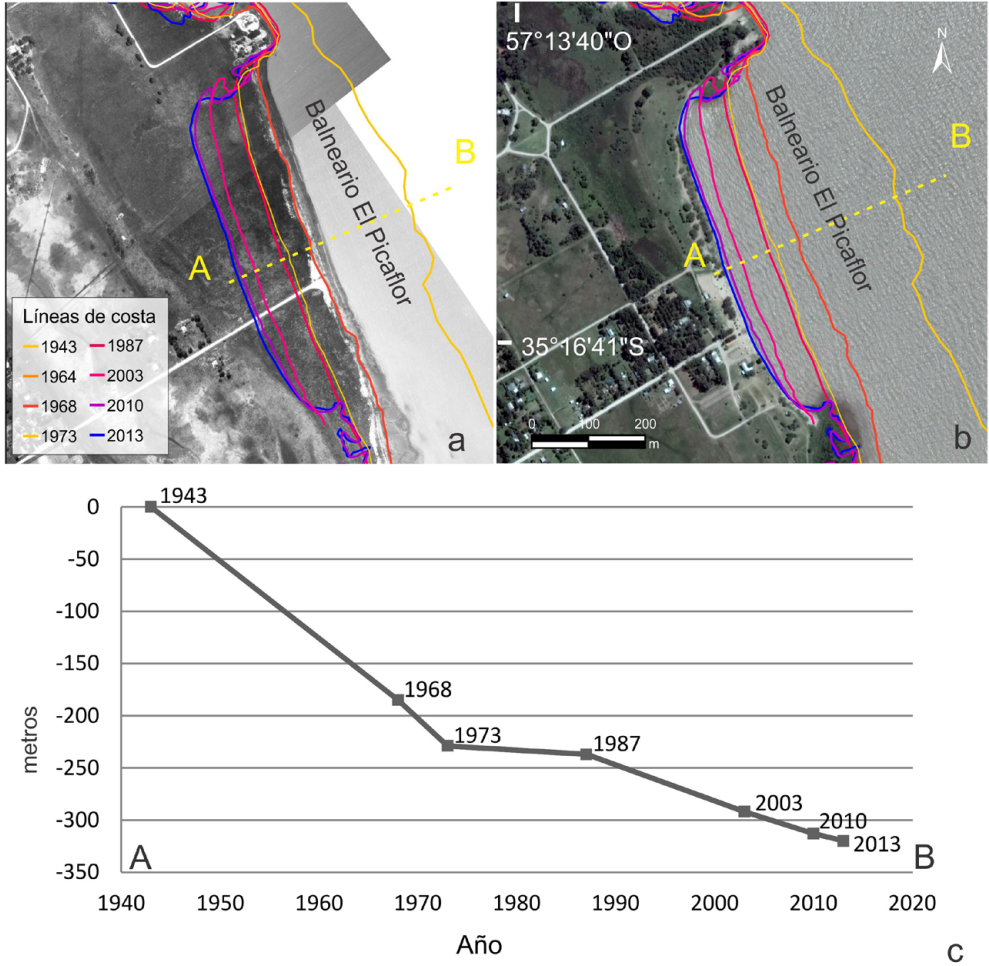 Balneario El Picaflor
A
B
Líneas de costa
1943
1987
1964
2003
1968
2010
1973
2013
a
57°13'40"O
N
Balneario El Picaflor
A
B
35°16'41"S
0 100 200
m
b
metros
0
-50
-100
-150
-200
-250
-300
-350
1943
1968
1973
1987
2003
2010
2013
A
B
1940 1950 1960 1970 1980 1990 2000 2010 2020
Año
c